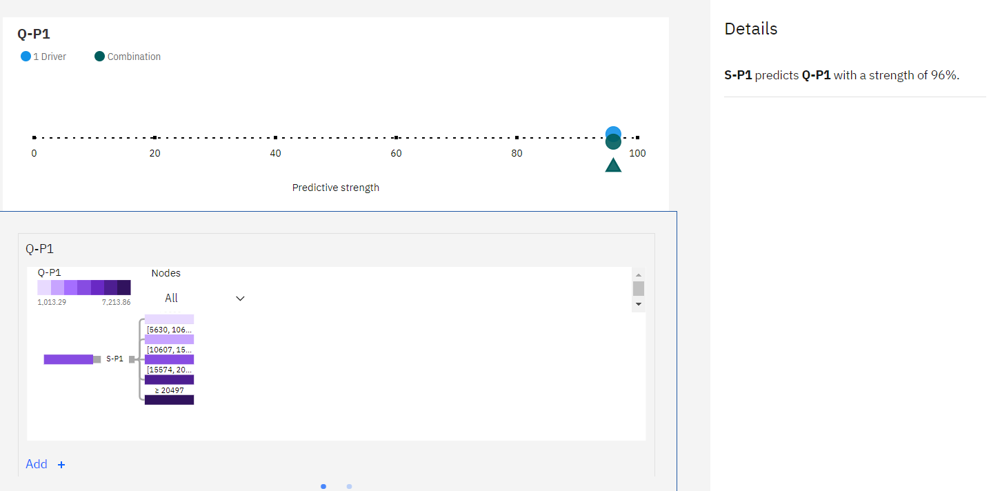 Q-P1
1 Driver Combination
0 20 40 60 80 100
Predictive strength
Q-P1
Q-P1 Nodes
1,013.29 7,213.86
All
[5630, 106...
[10607, 15...
S-P1
[15574, 20...
≥ 20497
Add +
Details
S-P1 predicts Q-P1 with a strength of 96%.